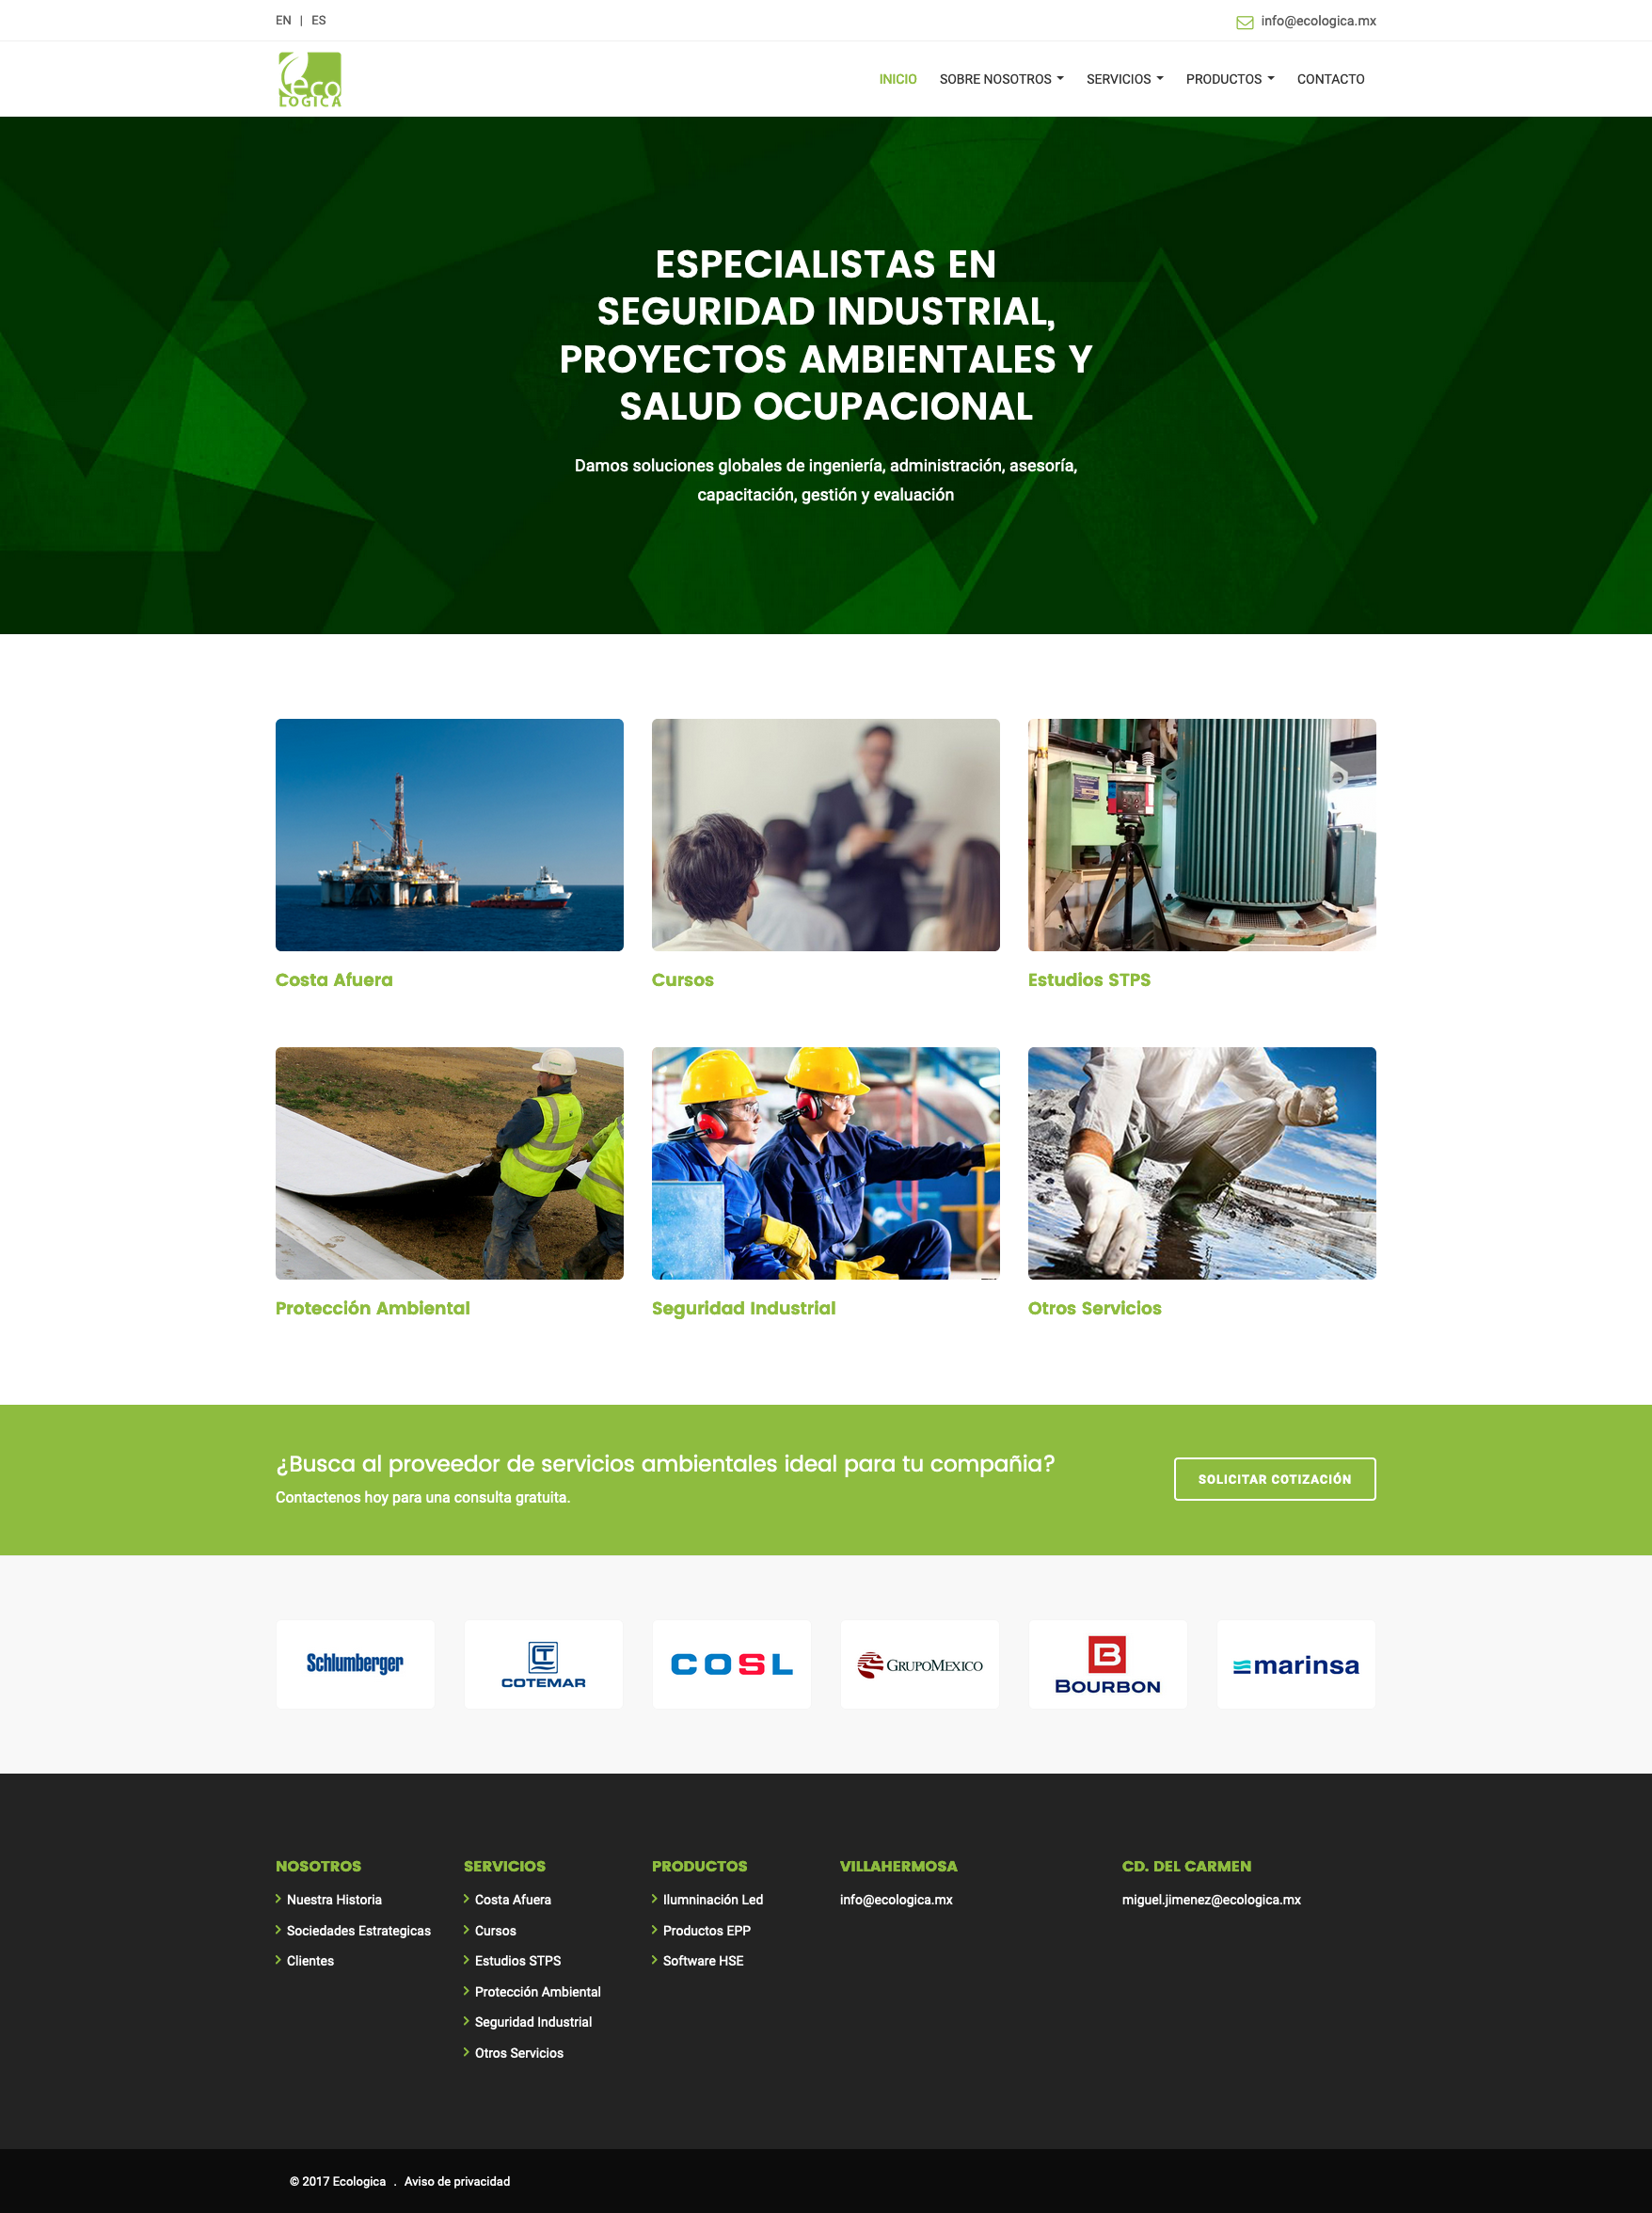 EN | ES
info@ecologica.mx
eco
LOGICA
INICIO
SOBRE NOSOTROS
SERVICIOS
PRODUCTOS
CONTACTO
ESPECIALISTAS EN
SEGURIDAD INDUSTRIAL,
PROYECTOS AMBIENTALES Y
SALUD OCUPACIONAL
Damos soluciones globales de ingeniería, administración, asesoría,
capacitación, gestión y evaluación
Costa Afuera
Cursos
Estudios STPS
Protección Ambiental
Seguridad Industrial
Otros Servicios
¿Busca al proveedor de servicios ambientales ideal para tu compañia?
Contactenos hoy para una consulta gratuita.
SOLICITAR COTIZACIÓN
Schlumberger
COTEMAR
COSL
GRUPOMEXICO
B
BOURBON
marinsa
NOSOTROS
Nuestra Historia
Sociedades Estrategicas
Clientes
SERVICIOS
Costa Afuera
Cursos
Estudios STPS
Protección Ambiental
Seguridad Industrial
Otros Servicios
PRODUCTOS
Ilumninación Led
Productos EPP
Software HSE
VILLAHERMOSA
info@ecologica.mx
CD. DEL CARMEN
miguel.jimenez@ecologica.mx
© 2017 Ecologica . Aviso de privacidad